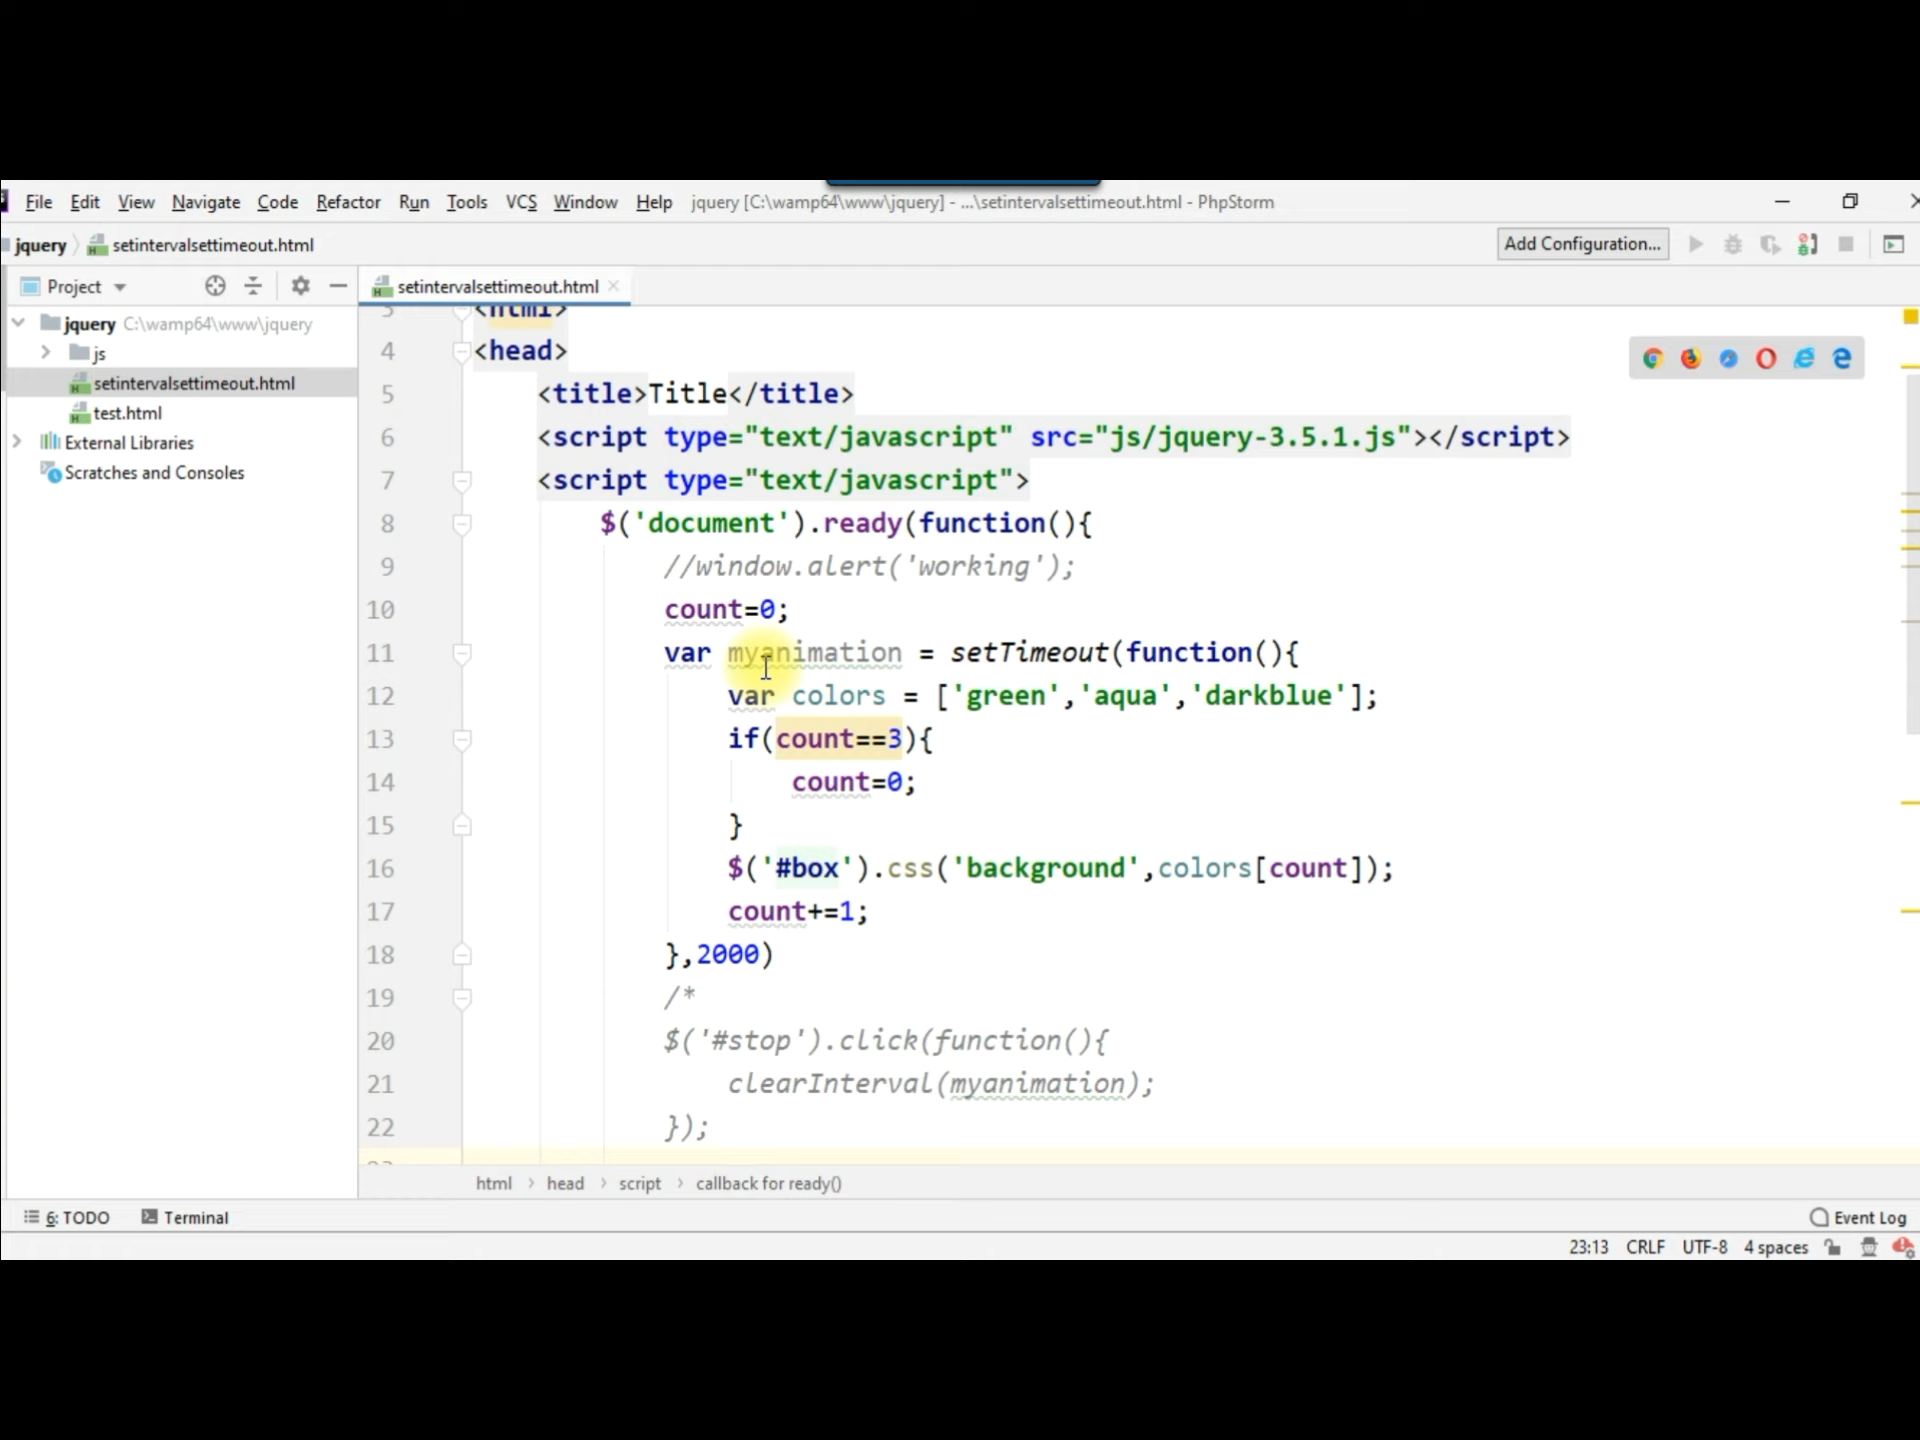 File Edit View Navigate Code Refactor Run Tools VCS Window Help jquery [C:\wamp64\www\jquery] - ...\setintervalsettimeout.html - PhpStorm
jquery setintervalsettimeout.html Add Configuration...
Project setintervalsettimeout.html
jquery C:\wamp64\www\jquery
js
setintervalsettimeout.html
test.html
External Libraries
Scratches and Consoles
3 <html>
4 <head>
5 <title>Title</title>
6 <script type="text/javascript" src="js/jquery-3.5.1.js"></script>
7 <script type="text/javascript">
8 $('document').ready(function(){
9 //window.alert('working');
10 count=0;
11 var myanimation = setTimeout(function(){
12 var colors = ['green','aqua','darkblue'];
13 if(count==3){
14 count=0;
15 }
16 $('#box').css('background',colors[count]);
17 count+=1;
18 },2000)
19 /*
20 $('#stop').click(function(){
21 clearInterval(myanimation);
22 });
html head script callback for ready()
6: TODO Terminal Event Log
23:13 CRLF UTF-8 4 spaces